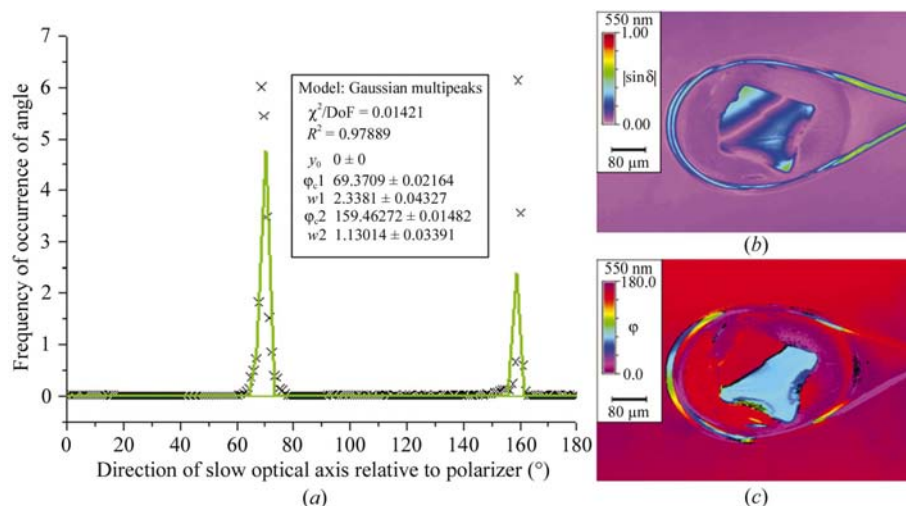 7
6
5
4
3
2
1
0
Frequency of occurrence of angle
Model: Gaussian multipeaks
χ²/DoF = 0.01421
R² = 0.97889
y₀ 0 ± 0
φc1 69.3709 ± 0.02164
w1 2.3381 ± 0.04327
φc2 159.46272 ± 0.01482
w2 1.13014 ± 0.03391
0 20 40 60 80 100 120 140 160 180
Direction of slow optical axis relative to polarizer (°)
(a)
550 nm
1.00
|sinδ|
0.00
80 μm
(b)
550 nm
180.0
φ
0.0
80 μm
(c)